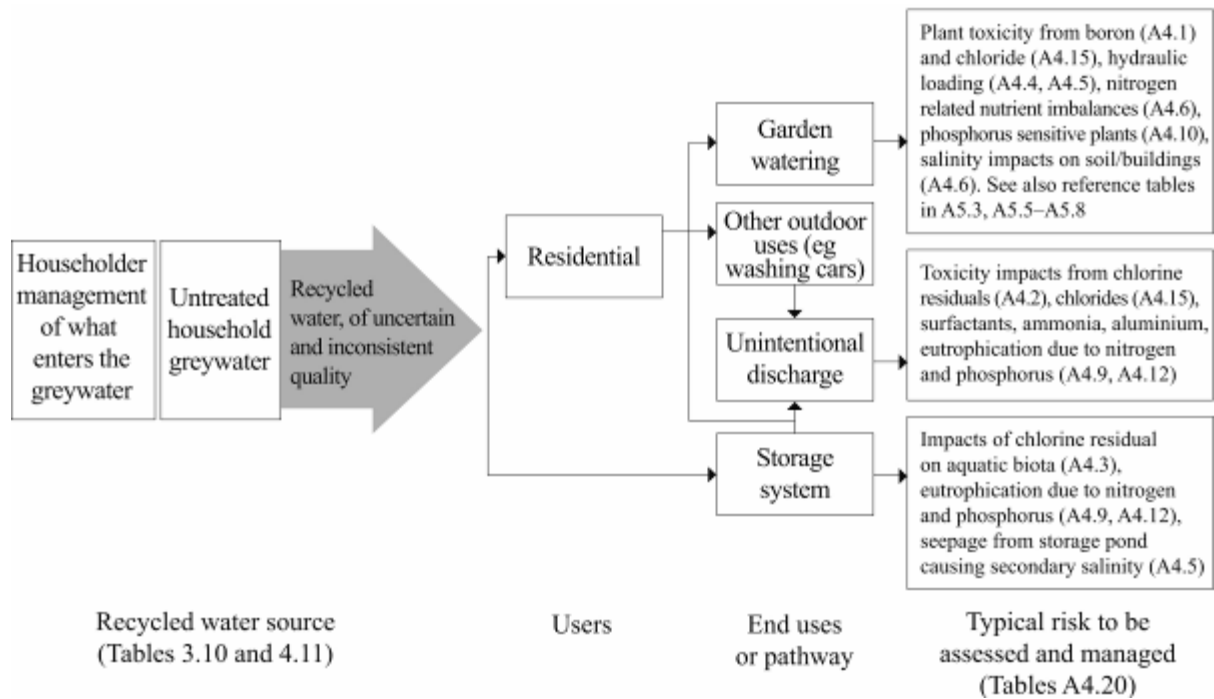 Householder
management
of what
enters the
greywater
Untreated
household
greywater
Recycled
water, of uncertain
and inconsistent
quality
Residential
Garden
watering
Other outdoor
uses (eg
washing cars)
Unintentional
discharge
Storage
system
Plant toxicity from boron (A4.1)
and chloride (A4.15), hydraulic
loading (A4.4, A4.5), nitrogen
related nutrient imbalances (A4.6),
phosphorus sensitive plants (A4.10),
salinity impacts on soil/buildings
(A4.6). See also reference tables
in A5.3, A5.5–A5.8
Toxicity impacts from chlorine
residuals (A4.2), chlorides (A4.15),
surfactants, ammonia, aluminium,
eutrophication due to nitrogen
and phosphorus (A4.9, A4.12)
Impacts of chlorine residual
on aquatic biota (A4.3),
eutrophication due to nitrogen
and phosphorus (A4.9, A4.12),
seepage from storage pond
causing secondary salinity (A4.5)
Recycled water source
(Tables 3.10 and 4.11)
Users
End uses
or pathway
Typical risk to be
assessed and managed
(Tables A4.20)